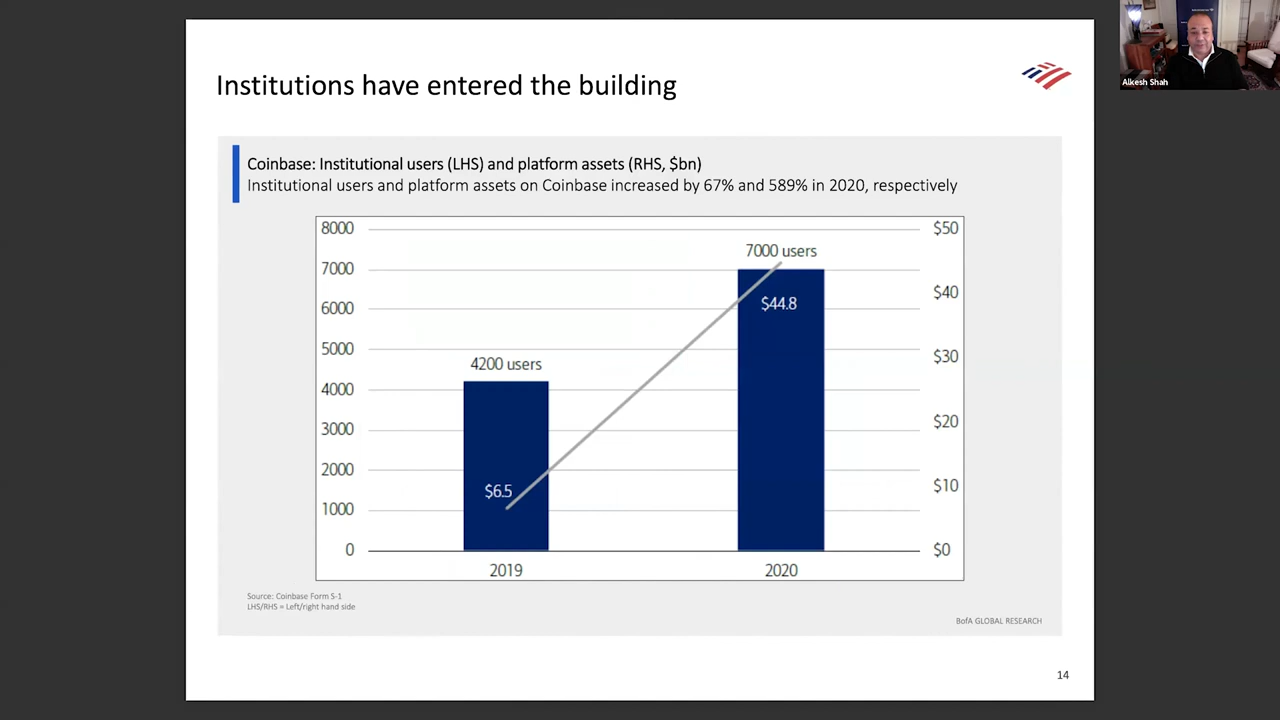 Institutions have entered the building
Alkesh Shah
Coinbase: Institutional users (LHS) and platform assets (RHS, $bn)
Institutional users and platform assets on Coinbase increased by 67% and 589% in 2020, respectively
8000
7000
6000
5000
4000
3000
2000
1000
0
4200 users
$6.5
7000 users
$44.8
$50
$40
$30
$20
$10
$0
2019
2020
Source: Coinbase Form S-1
LHS/RHS = Left/right hand side
BofA GLOBAL RESEARCH
14